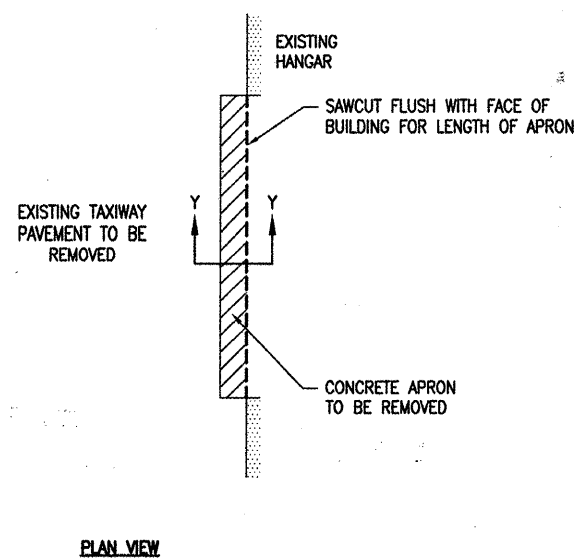 EXISTING
HANGAR
SAWCUT FLUSH WITH FACE OF
BUILDING FOR LENGTH OF APRON
Y Y
EXISTING TAXIWAY
PAVEMENT TO BE
REMOVED
CONCRETE APRON
TO BE REMOVED
PLAN VIEW